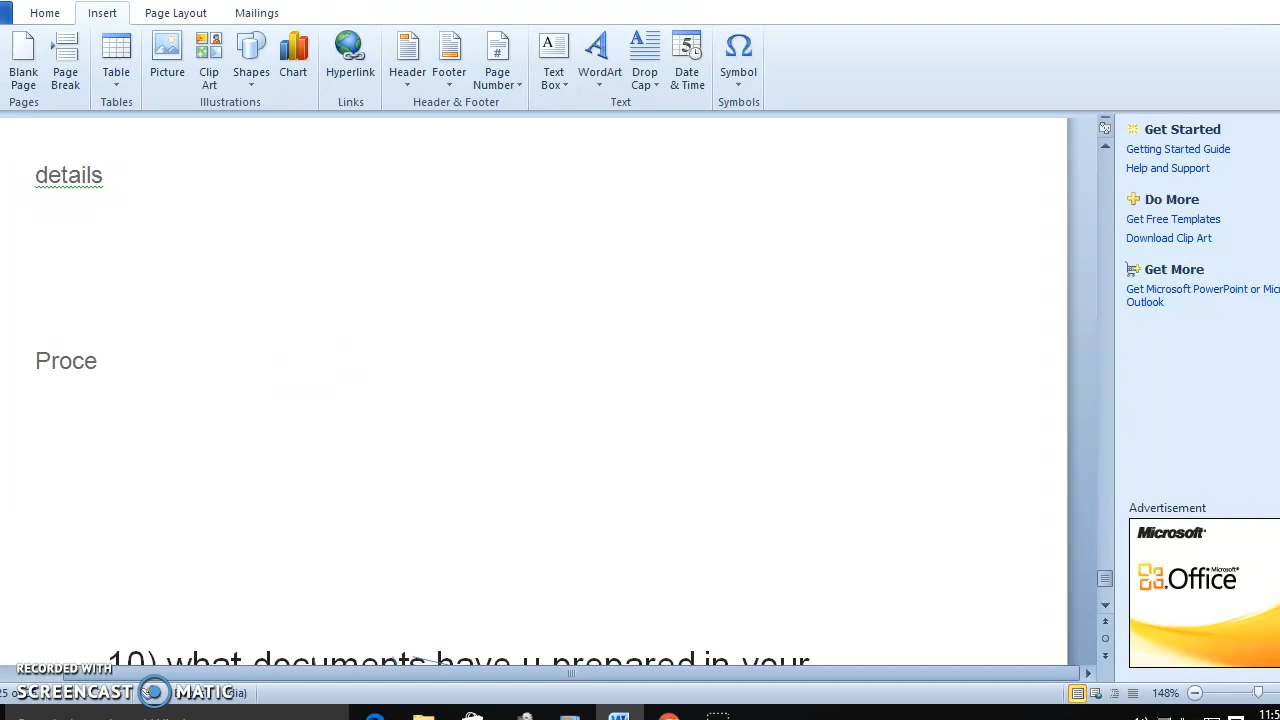 Home Insert Page Layout Mailings
Blank Page
Page Break
Table
Picture
Clip Art
Shapes
Chart
Hyperlink
Header
Footer
Page Number
Text Box
WordArt
Drop Cap
Date & Time
Symbol
Pages Tables Illustrations Links Header & Footer Text Symbols
details
Proce
10) what documents have u prepared in your
Get Started
Getting Started Guide
Help and Support
Do More
Get Free Templates
Download Clip Art
Get More
Get Microsoft PowerPoint or Mic
Outlook
Advertisement
Microsoft
Office Microsoft
RECORDED WITH
SCREENCAST MATIC
148%
11:5